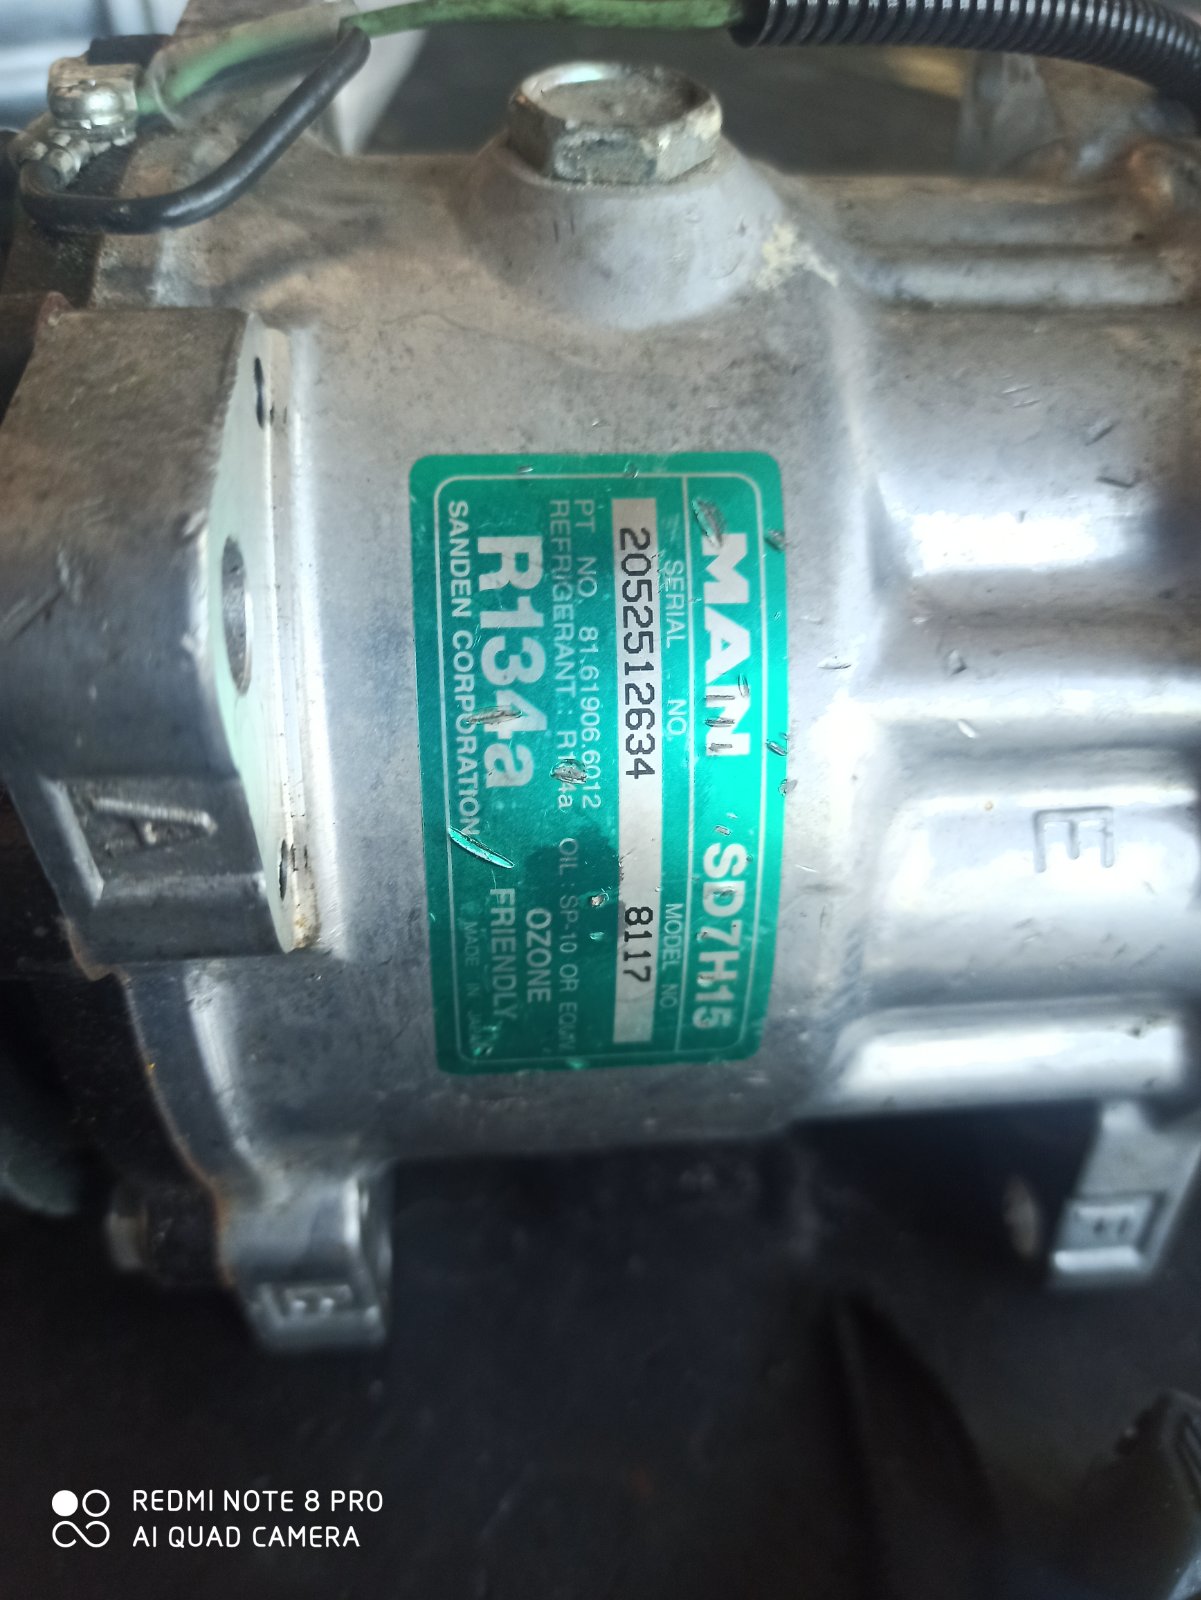 MAN SD7H15
SERIAL NO. MODEL NO.
20525512634 8117
PT. NO. 81.61906.6012
REFRIGERANT : R134a OIL : SP-10 OR EQUIV
R134a OZONE
FRIENDLY
SANDEN CORPORATION MADE IN JAPAN
E
A
REDMI NOTE 8 PRO
AI QUAD CAMERA